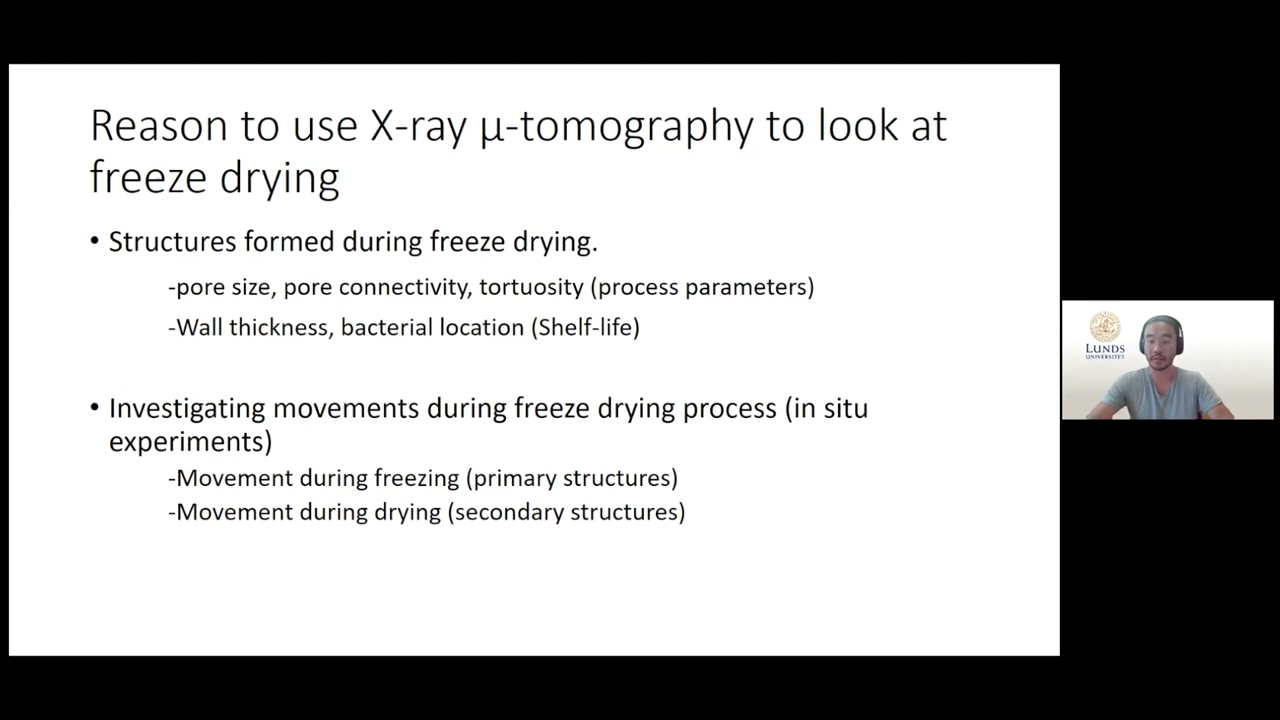 Reason to use X-ray µ-tomography to look at
freeze drying
• Structures formed during freeze drying.
-pore size, pore connectivity, tortuosity (process parameters)
-Wall thickness, bacterial location (Shelf-life)
• Investigating movements during freeze drying process (in situ
experiments)
-Movement during freezing (primary structures)
-Movement during drying (secondary structures)
LUNDS
UNIVERSITET